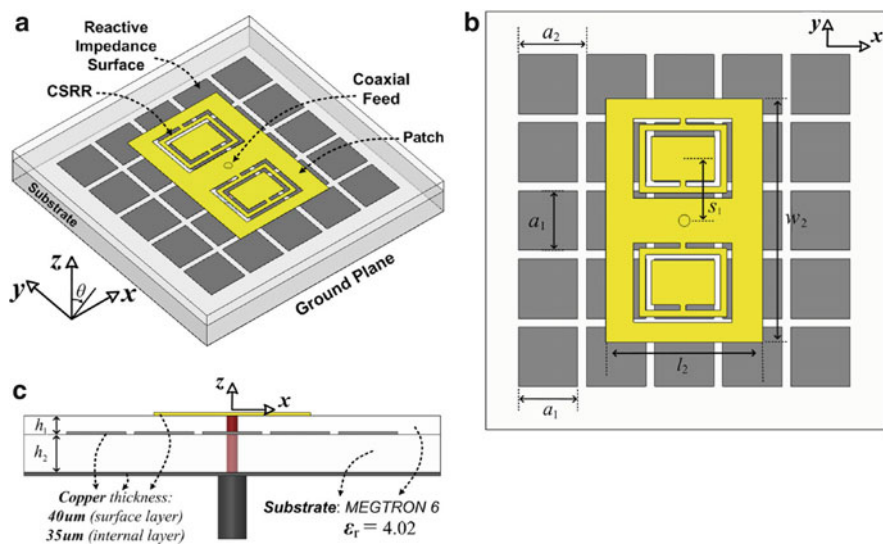 a
Reactive
Impedance
Surface
CSRR
Coaxial
Feed
Patch
Substrate
Ground Plane
z
θ
y
x
b
y
x
a₂
a₁
s₁
w₂
l₂
a₁
c
z
x
h₁
h₂
Copper thickness:
40um (surface layer)
35um (internal layer)
Substrate: MEGTRON 6
εᵣ = 4.02